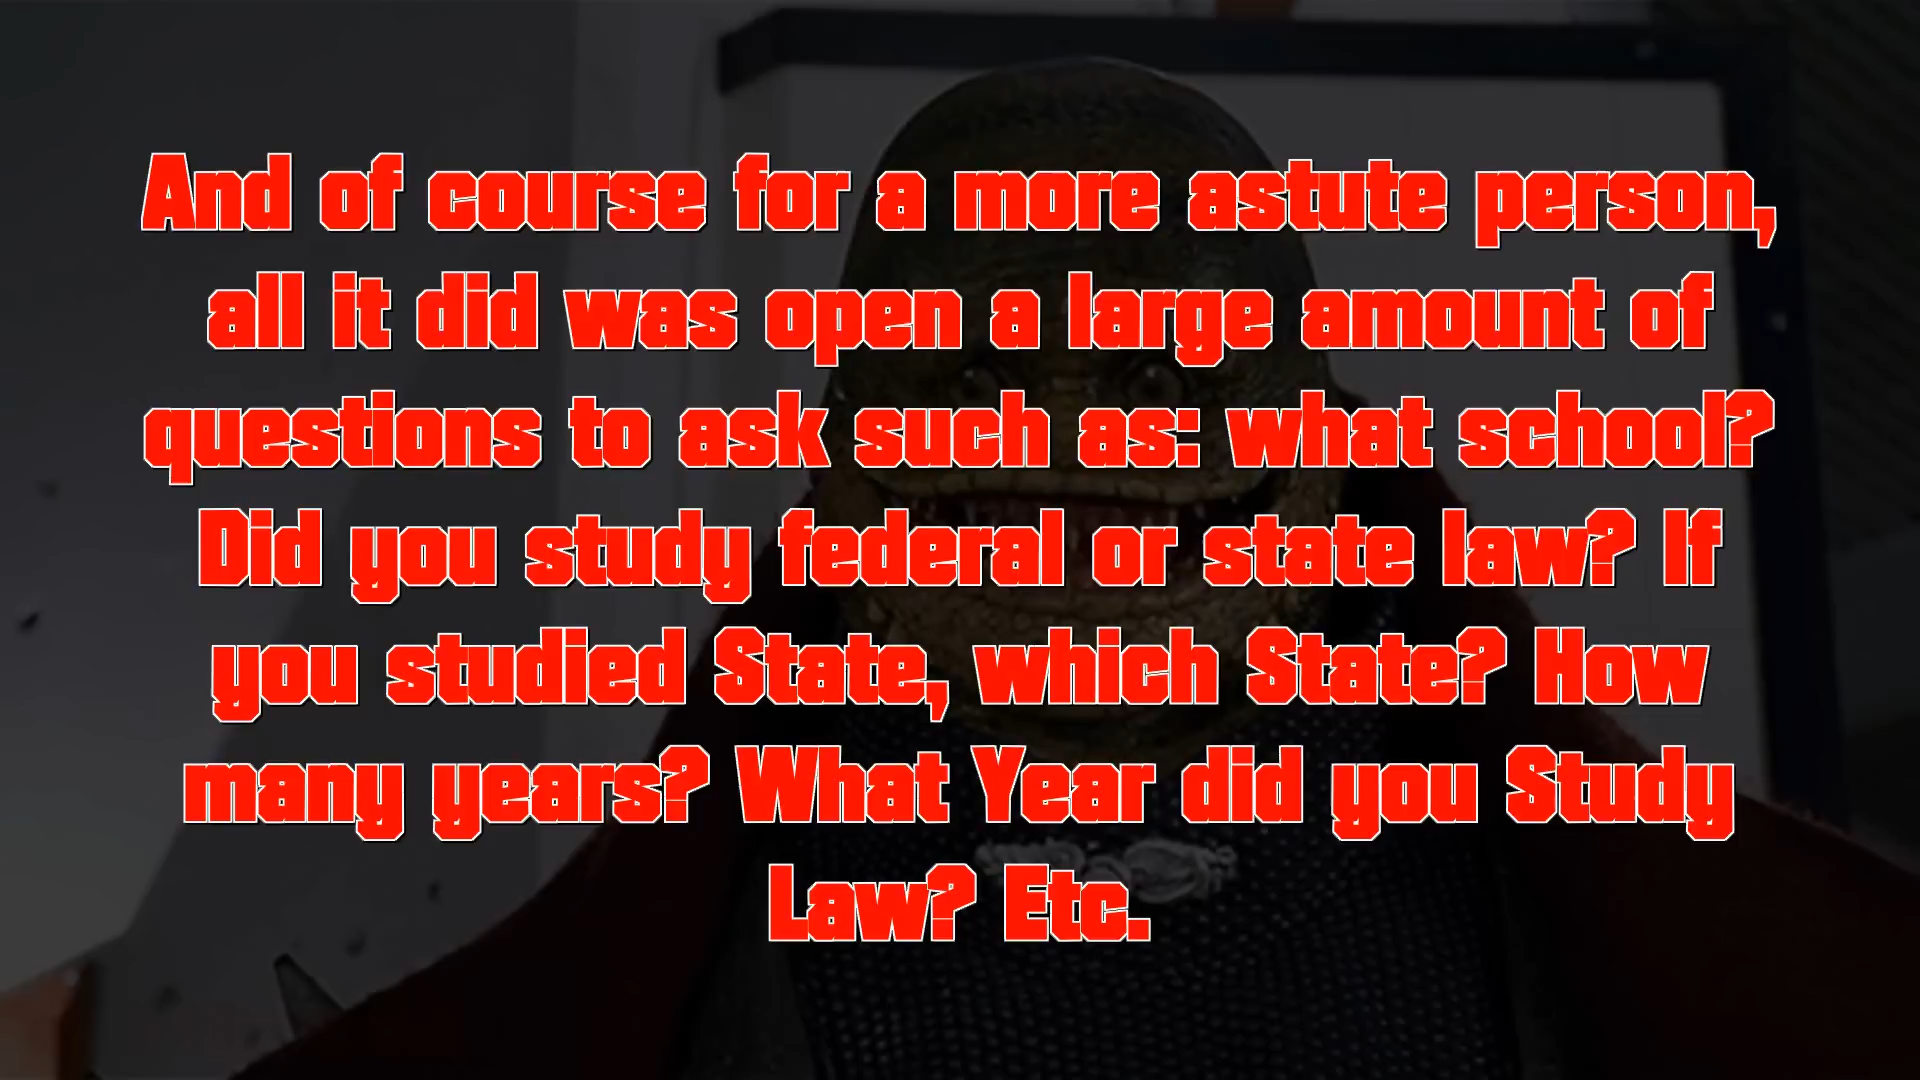 And of course for a more astute person,
all it did was open a large amount of
questions to ask such as: what school?
Did you study federal or state law? If
you studied State, which State? How
many years? What Year did you Study
Law? Etc.